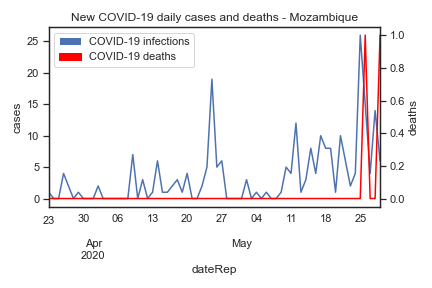 New COVID-19 daily cases and deaths - Mozambique
COVID-19 infections
COVID-19 deaths
cases
25
20
15
10
5
0
deaths
1.0
0.8
0.6
0.4
0.2
0.0
23 30 06 13 20 27 04 11 18 25
Apr May
2020
dateRep